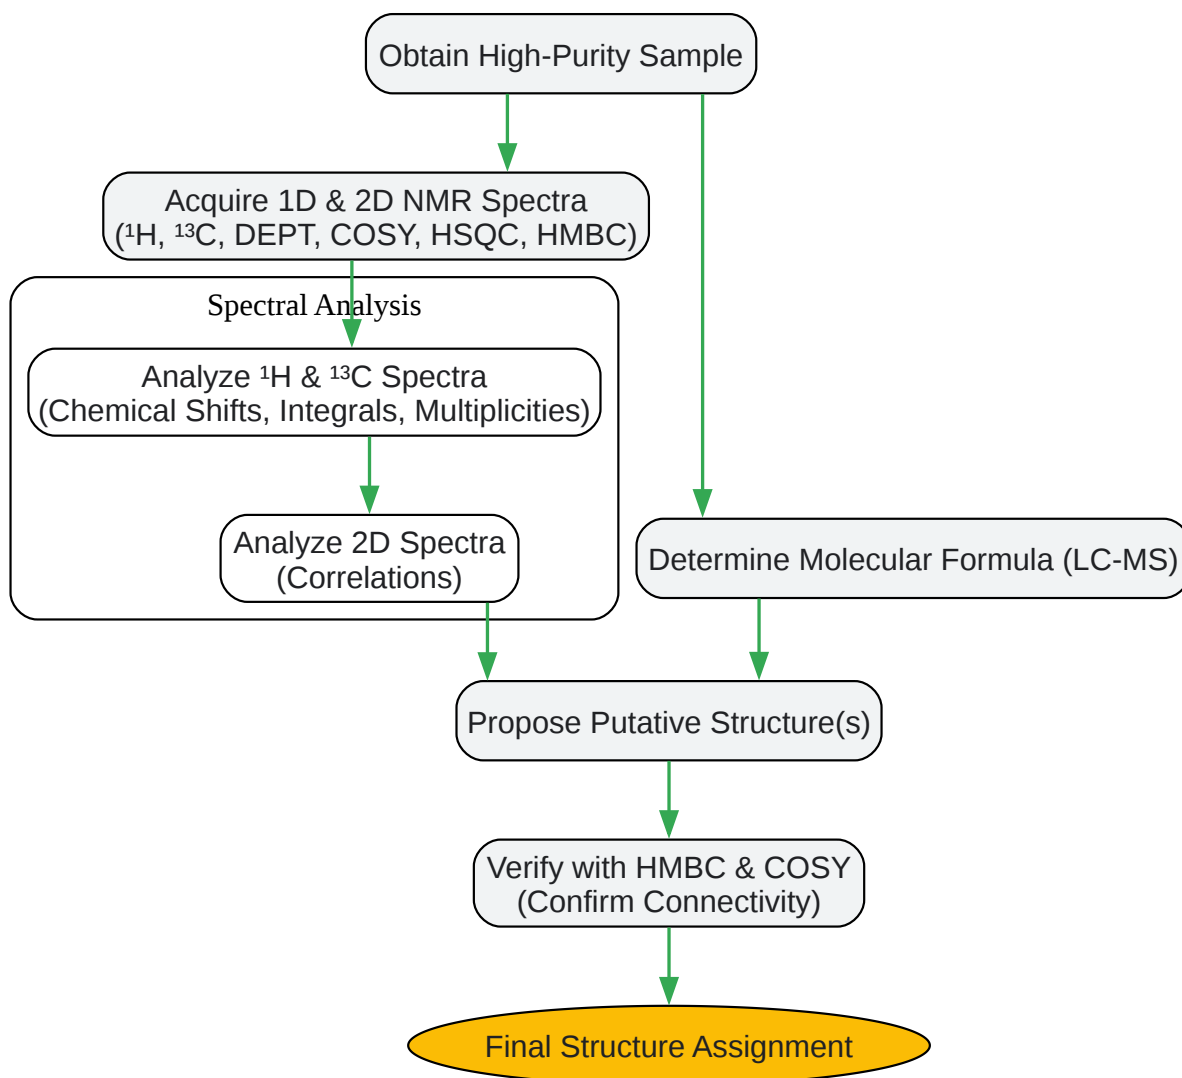 Obtain High-Purity Sample
Acquire 1D & 2D NMR Spectra
(¹H, ¹³C, DEPT, COSY, HSQC, HMBC)
Spectral Analysis
Analyze ¹H & ¹³C Spectra
(Chemical Shifts, Integrals, Multiplicities)
Analyze 2D Spectra
(Correlations)
Determine Molecular Formula (LC-MS)
Propose Putative Structure(s)
Verify with HMBC & COSY
(Confirm Connectivity)
Final Structure Assignment